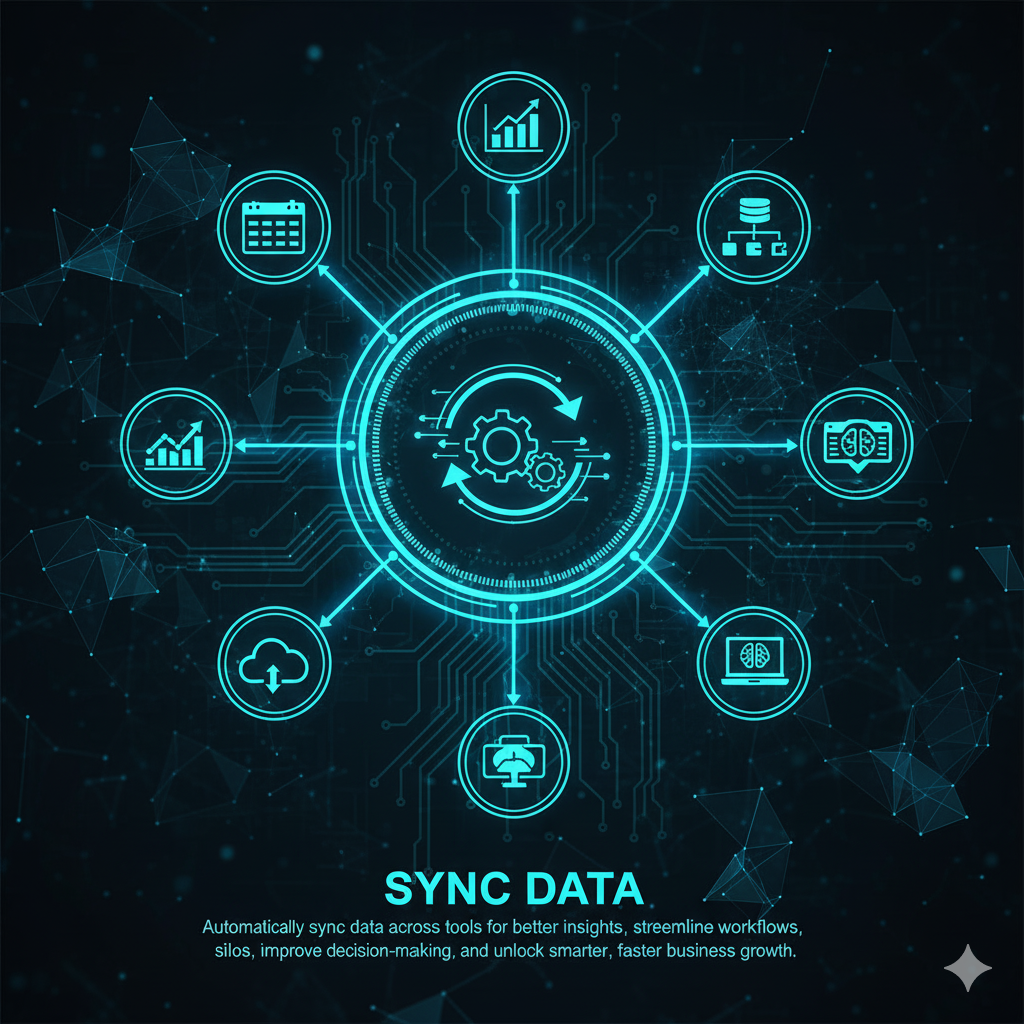 SYNC DATA
Automatically sync data across tools for better insights, streamline workflows,
silos, improve decision-making, and unlock smarter, faster business growth.